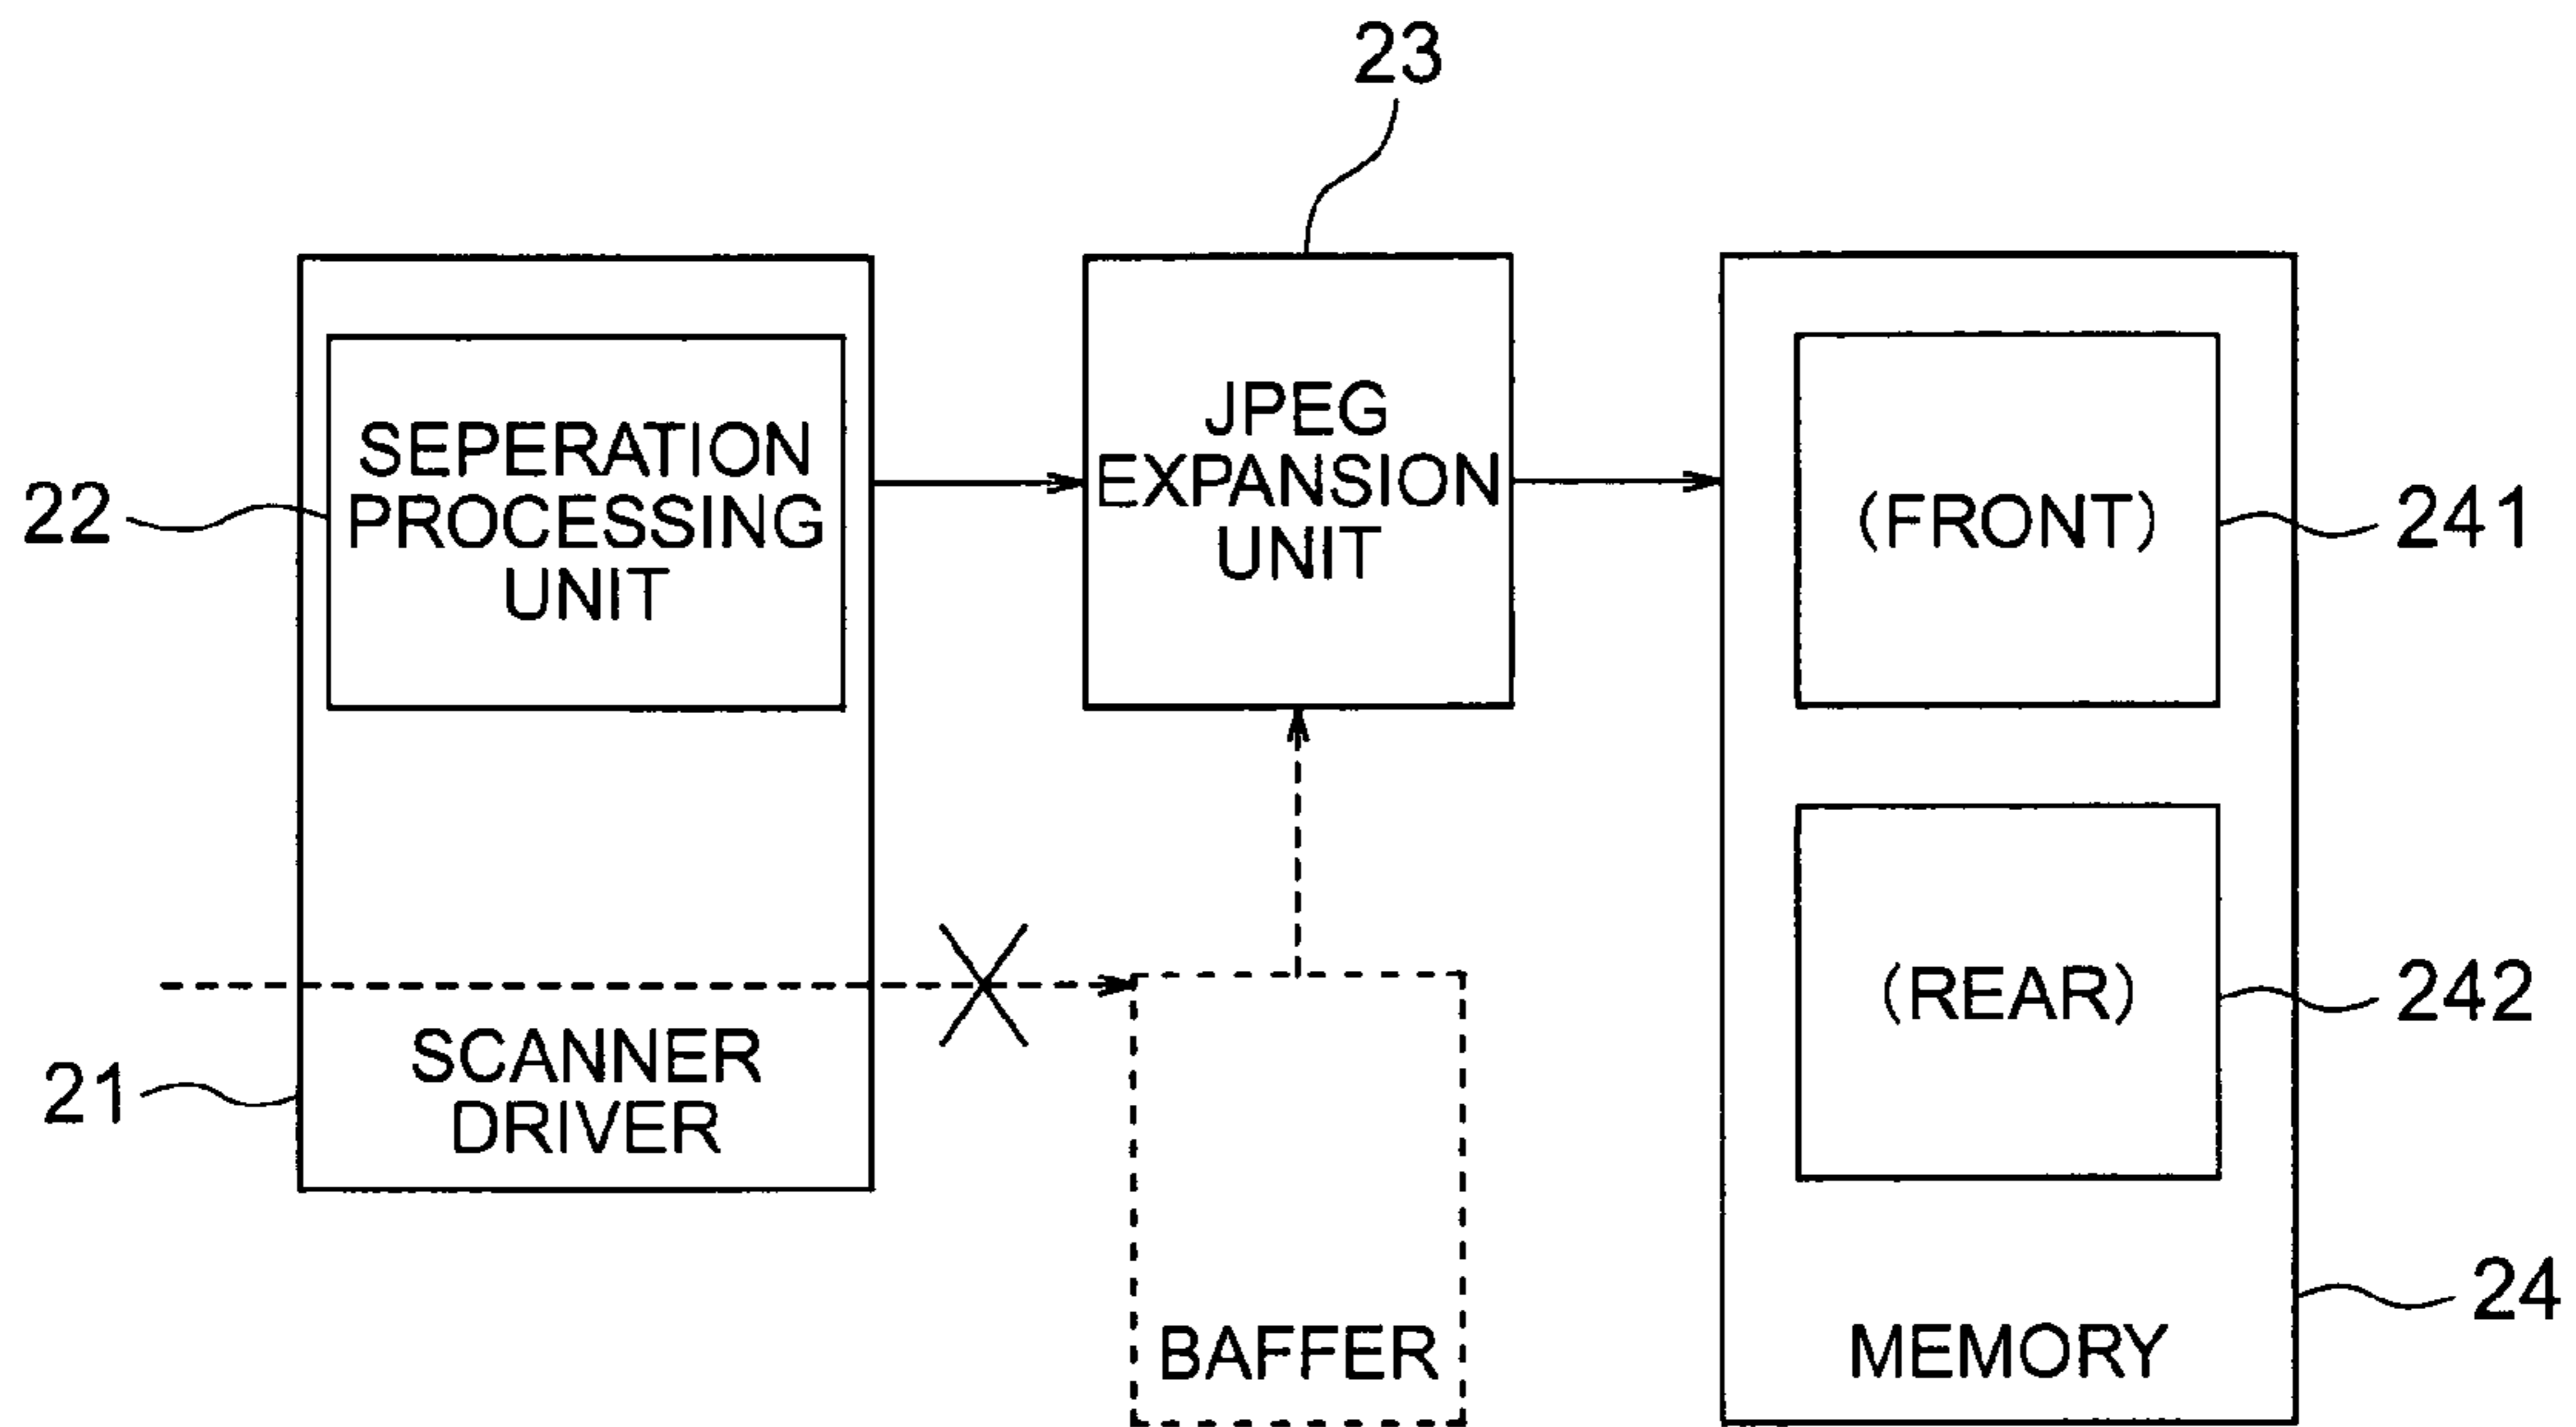 23
SEPERATION
PROCESSING
UNIT
22
JPEG
EXPANSION
UNIT
(FRONT)
241
(REAR)
242
SCANNER
DRIVER
21
BAFFER
MEMORY
24